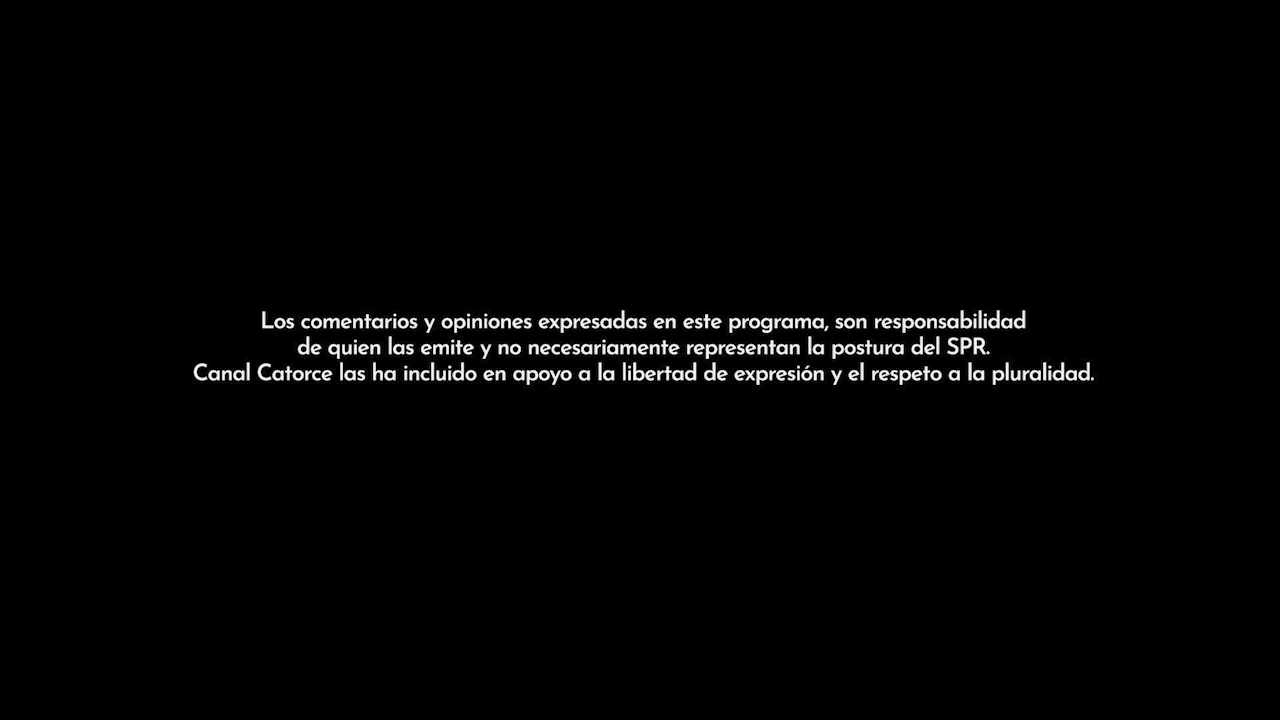 Los comentarios y opiniones expresadas en este programa, son responsabilidad
de quien las emite y no necesariamente representan la postura del SPR.
Canal Catorce las ha incluido en apoyo a la libertad de expresión y el respeto a la pluralidad.